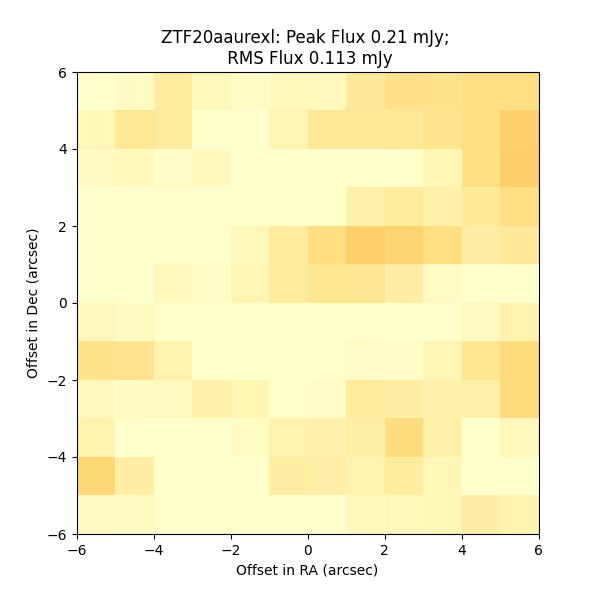 ZTF20aaurexl: Peak Flux 0.21 mJy;
RMS Flux 0.113 mJy
6
4
2
0
−2
−4
−6
Offset in Dec (arcsec)
−6 −4 −2 0 2 4 6
Offset in RA (arcsec)